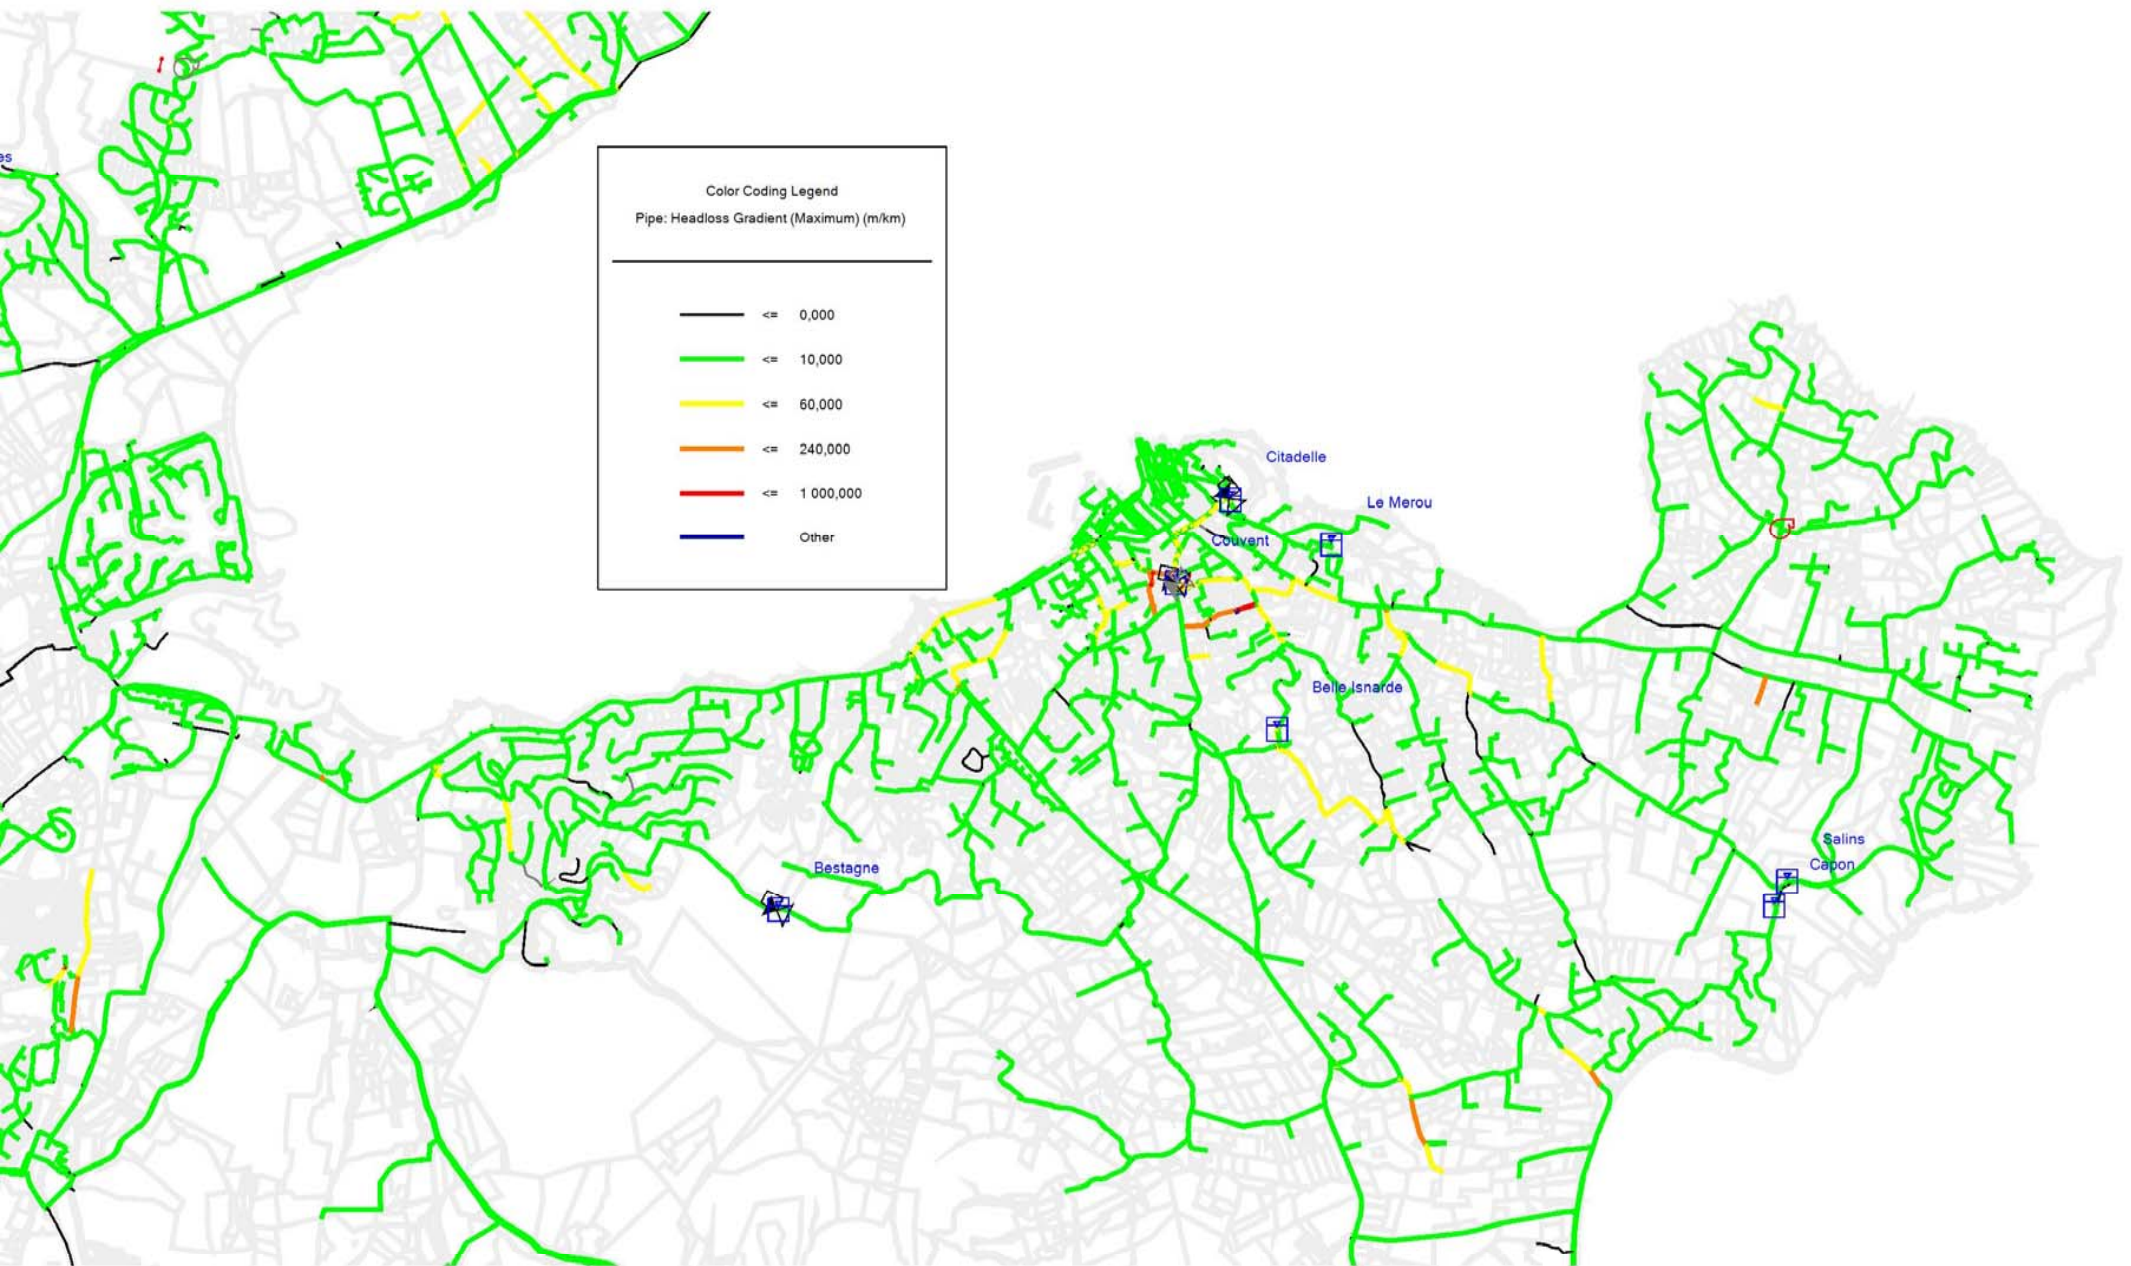 es
Color Coding Legend
Pipe: Headloss Gradient (Maximum) (m/km)
<= 0,000
<= 10,000
<= 60,000
<= 240,000
<= 1 000,000
Other
Citadelle
Le Merou
Couvent
Belle Isnarde
Salins
Capon
Bestagne